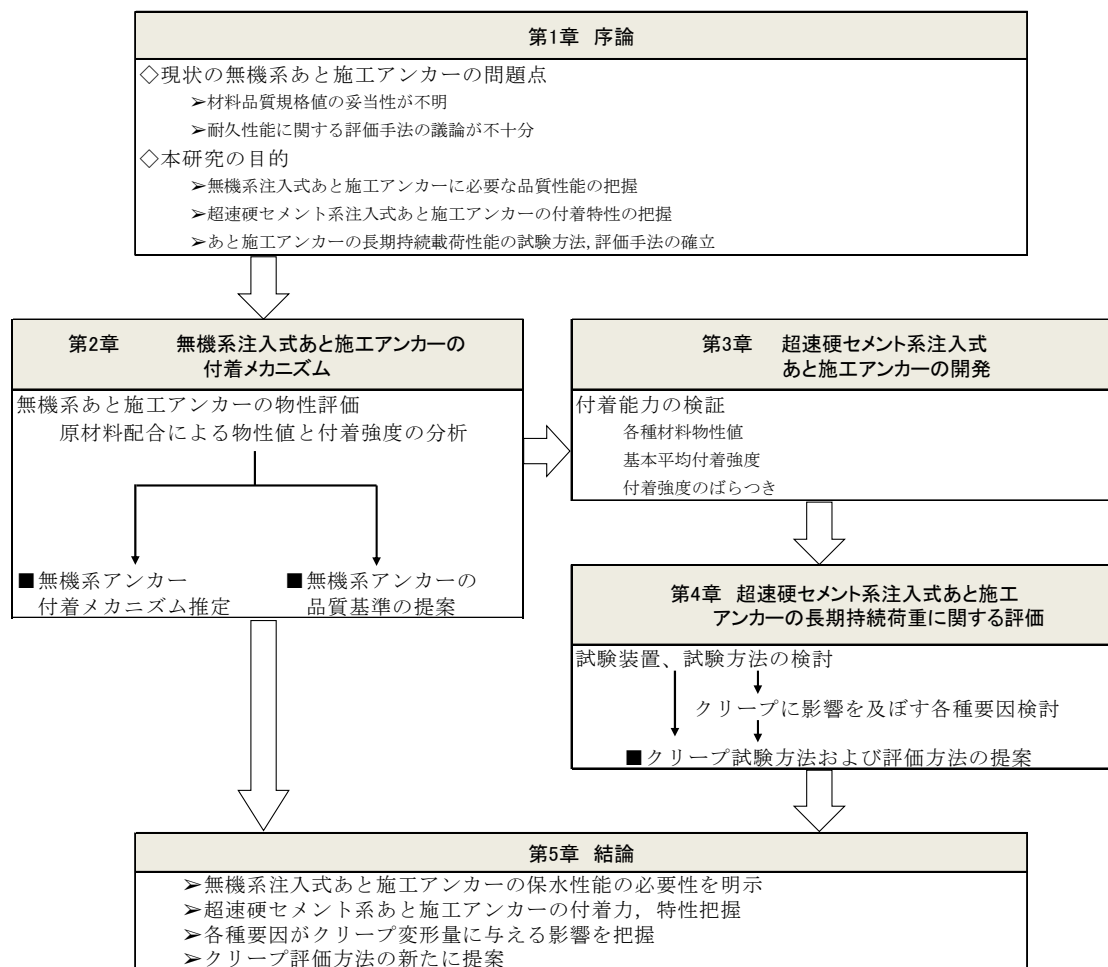 第1章 序論
◇現状の無機系あと施工アンカーの問題点
➢材料品質規格値の妥当性が不明
➢耐久性能に関する評価手法の議論が不十分
◇本研究の目的
➢無機系注入式あと施工アンカーに必要な品質性能の把握
➢超速硬セメント系注入式あと施工アンカーの付着特性の把握
➢あと施工アンカーの長期持続載荷性能の試験方法,評価手法の確立
第2章 無機系注入式あと施工アンカーの
付着メカニズム
無機系あと施工アンカーの物性評価
原材料配合による物性値と付着強度の分析
■無機系アンカー
付着メカニズム推定
■無機系アンカーの
品質基準の提案
第3章 超速硬セメント系注入式
あと施工アンカーの開発
付着能力の検証
各種材料物性値
基本平均付着強度
付着強度のばらつき
第4章 超速硬セメント系注入式あと施工
アンカーの長期持続荷重に関する評価
試験装置、試験方法の検討
クリープに影響を及ぼす各種要因検討
■クリープ試験方法および評価方法の提案
第5章 結論
➢無機系注入式あと施工アンカーの保水性能の必要性を明示
➢超速硬セメント系あと施工アンカーの付着力，特性把握
➢各種要因がクリープ変形量に与える影響を把握
➢クリープ評価方法の新たに提案